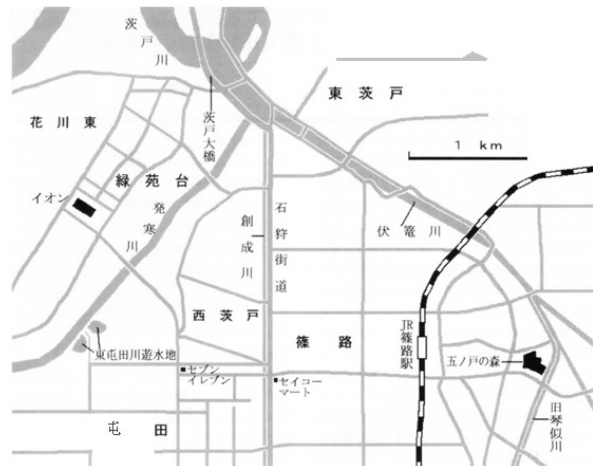 茨戸川
東茨戸
花川東
茨戸大橋
1 km
緑苑台
イオン
発寒川
創成川
石狩街道
伏篭川
西茨戸
篠路
JR篠路駅
五ノ戸の森
東屯田川遊水地
セブン
イレブン
セイコー
マート
旧琴似川
屯田